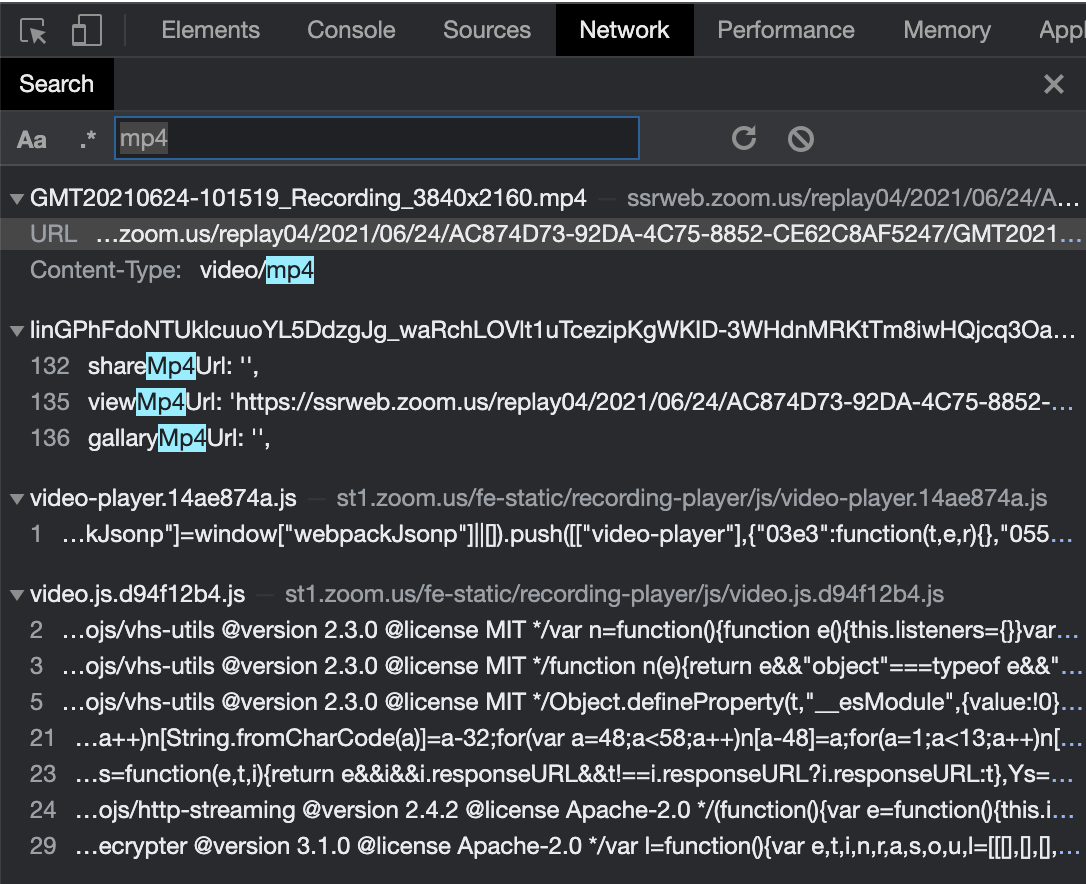 Elements Console Sources Network Performance Memory App
Search
Aa .* mp4
GMT20210624-101519_Recording_3840x2160.mp4 — ssrweb.zoom.us/replay04/2021/06/24/A…
URL …zoom.us/replay04/2021/06/24/AC874D73-92DA-4C75-8852-CE62C8AF5247/GMT2021…
Content-Type: video/mp4
linGPhFdoNTUklcuuoYL5DdzgJg_waRchLOVlt1uTcezipKgWKID-3WHdnMRKtTm8iwHQjcq3Oa…
132 shareMp4Url: '',
135 viewMp4Url: 'https://ssrweb.zoom.us/replay04/2021/06/24/AC874D73-92DA-4C75-8852-…
136 gallaryMp4Url: '',
video-player.14ae874a.js — st1.zoom.us/fe-static/recording-player/js/video-player.14ae874a.js
1 …kJsonp"]=window["webpackJsonp"]||[]).push([["video-player"],{"03e3":function(t,e,r){},"055…
video.js.d94f12b4.js — st1.zoom.us/fe-static/recording-player/js/video.js.d94f12b4.js
2 …ojs/vhs-utils @version 2.3.0 @license MIT */var n=function(){function e(){this.listeners={}}var…
3 …ojs/vhs-utils @version 2.3.0 @license MIT */function n(e){return e&&"object"===typeof e&&"…
5 …ojs/vhs-utils @version 2.3.0 @license MIT */Object.defineProperty(t,"__esModule",{value:!0}…
21 …a++)n[String.fromCharCode(a)]=a-32;for(var a=48;a<58;a++)n[a-48]=a;for(a=1;a<13;a++)n[…
23 …s=function(e,t,i){return e&&i&&i.responseURL&&t!==i.responseURL?i.responseURL:t},Ys=…
24 …ojs/http-streaming @version 2.4.2 @license Apache-2.0 */(function(){var e=function(){this.i…
29 …ecrypter @version 3.1.0 @license Apache-2.0 */var l=function(){var e,t,i,n,r,a,s,o,u,l=[[[],[],[],…